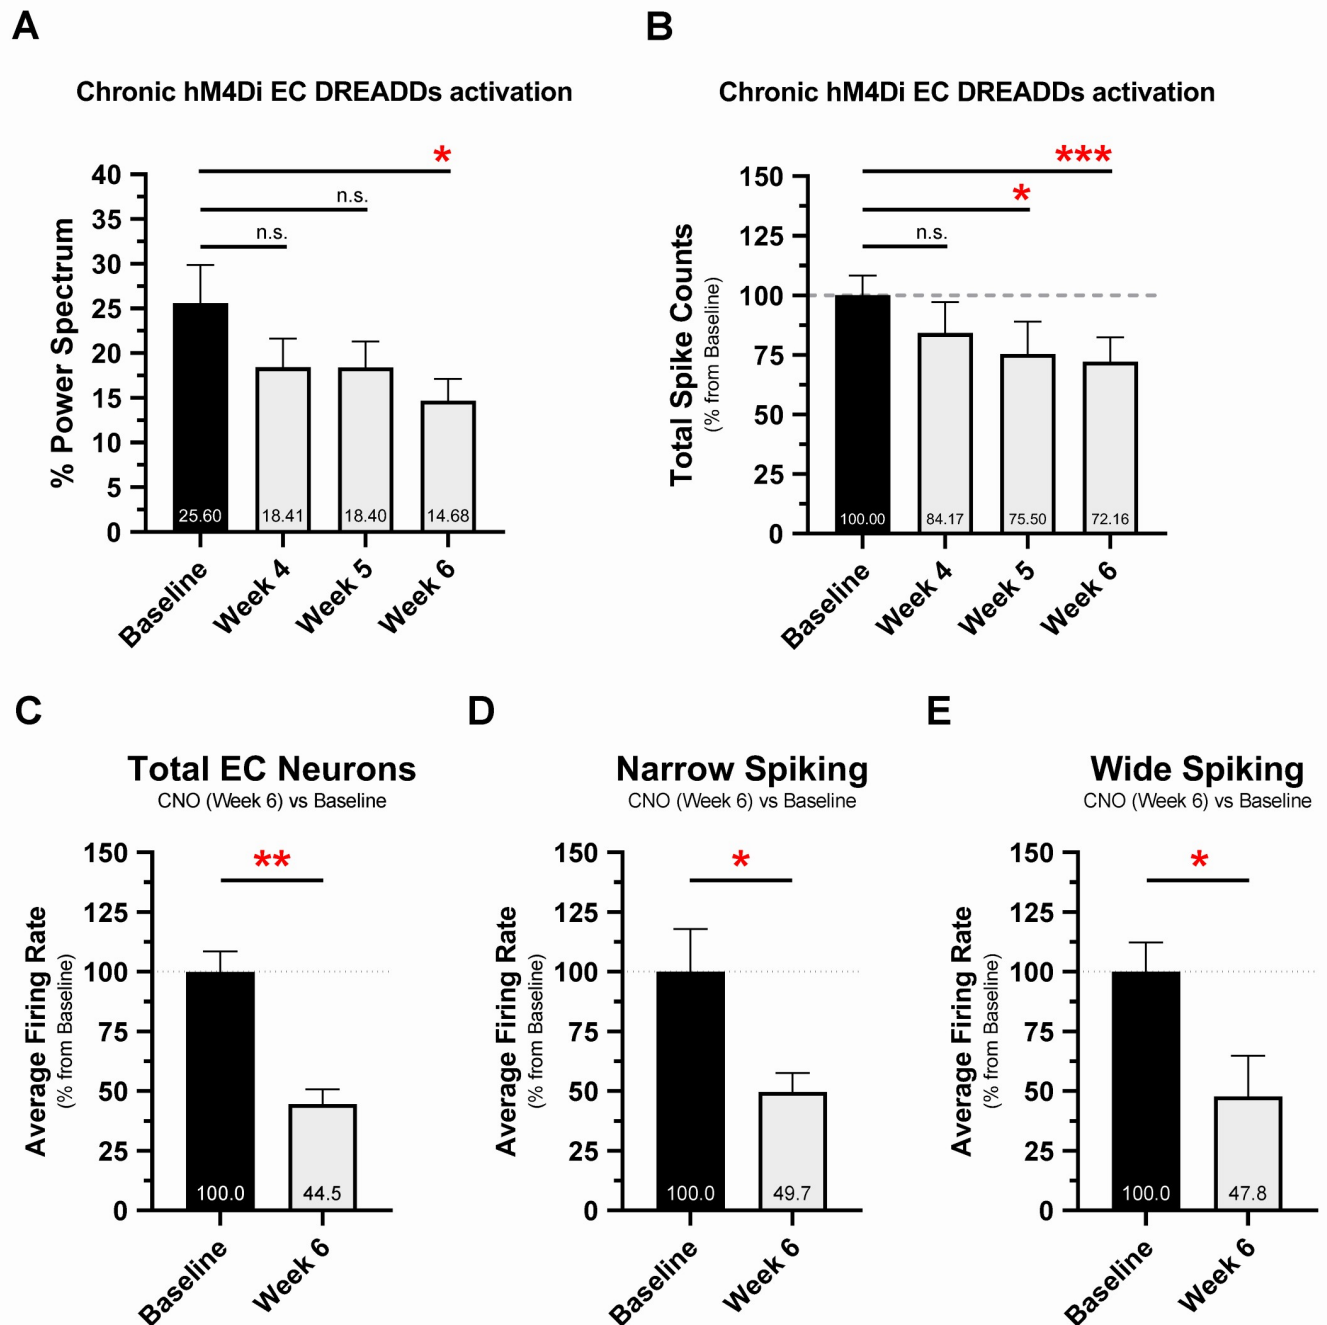 A
Chronic hM4Di EC DREADDs activation
% Power Spectrum
40
35
30
25
20
15
10
5
0
*
n.s.
n.s.
25.60
18.41
18.40
14.68
Baseline
Week 4
Week 5
Week 6
B
Chronic hM4Di EC DREADDs activation
Total Spike Counts
(% from Baseline)
150
125
100
75
50
25
0
***
*
n.s.
100.00
84.17
75.50
72.16
Baseline
Week 4
Week 5
Week 6
C
Total EC Neurons
CNO (Week 6) vs Baseline
Average Firing Rate
(% from Baseline)
150
125
100
75
50
25
0
**
100.0
44.5
Baseline
Week 6
D
Narrow Spiking
CNO (Week 6) vs Baseline
Average Firing Rate
(% from Baseline)
150
125
100
75
50
25
0
*
100.0
49.7
Baseline
Week 6
E
Wide Spiking
CNO (Week 6) vs Baseline
Average Firing Rate
(% from Baseline)
150
125
100
75
50
25
0
*
100.0
47.8
Baseline
Week 6